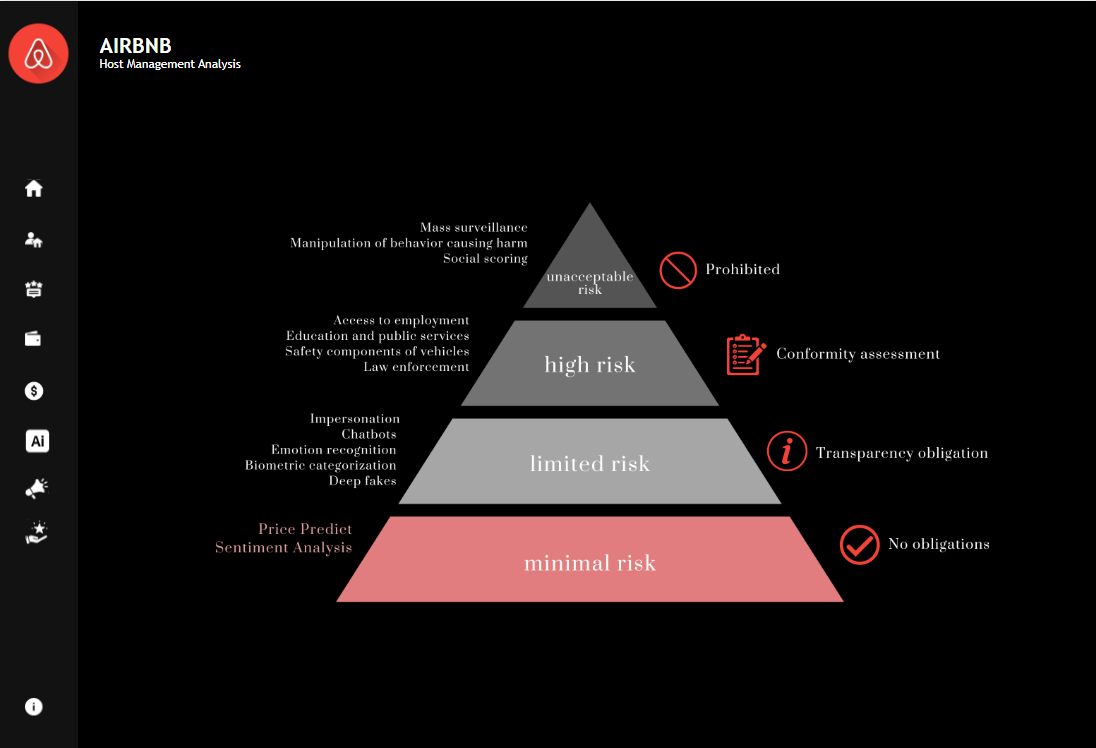 AIRBNB
Host Management Analysis
Mass surveillance
Manipulation of behavior causing harm
Social scoring
unacceptable
risk
Prohibited
Access to employment
Education and public services
Safety components of vehicles
Law enforcement
high risk
Conformity assessment
Impersonation
Chatbots
Emotion recognition
Biometric categorization
Deep fakes
limited risk
i
Transparency obligation
Price Predict
Sentiment Analysis
minimal risk
No obligations
$
Ai
i